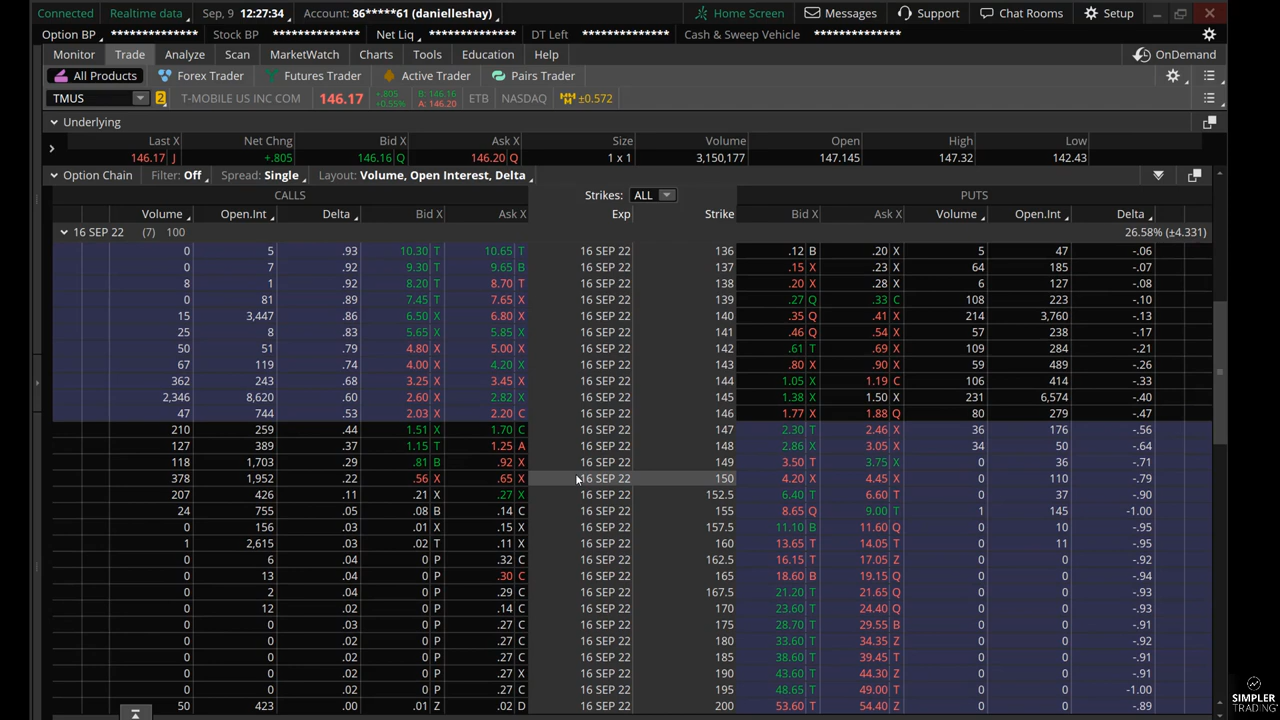 Connected Realtime data Sep, 9 12:27:34 Account: 86*****61 (danielleshay) Home Screen Messages Support Chat Rooms Setup
Option BP ************** Stock BP ************** Net Liq ************** DT Left ************** Cash & Sweep Vehicle **************
Monitor Trade Analyze Scan MarketWatch Charts Tools Education Help OnDemand
All Products Forex Trader Futures Trader Active Trader Pairs Trader
TMUS 2 T-MOBILE US INC COM 146.17 +.805 +0.55% B: 146.16 A: 146.20 ETB NASDAQ ±0.572
Underlying
Last X Net Chng Bid X Ask X Size Volume Open High Low
146.17 J +.805 146.16 Q 146.20 Q 1 x 1 3,150,177 147.145 147.32 142.43
Option Chain Filter: Off Spread: Single Layout: Volume, Open Interest, Delta
CALLS Strikes: ALL PUTS
Volume Open.Int Delta Bid X Ask X Exp Strike Bid X Ask X Volume Open.Int Delta
16 SEP 22 (7) 100 26.58% (±4.331)
0 5 .93 10.30 T 10.65 T 16 SEP 22 136 .12 B .20 X 5 47 -.06
0 7 .92 9.30 T 9.65 B 16 SEP 22 137 .15 X .23 X 64 185 -.07
8 1 .92 8.20 T 8.70 T 16 SEP 22 138 .20 X .28 X 6 127 -.08
0 81 .89 7.45 T 7.65 X 16 SEP 22 139 .27 Q .33 C 108 223 -.10
15 3,447 .86 6.50 X 6.80 X 16 SEP 22 140 .35 Q .41 X 214 3,760 -.13
25 8 .83 5.65 X 5.85 X 16 SEP 22 141 .46 Q .54 X 57 238 -.17
50 51 .79 4.80 X 5.00 X 16 SEP 22 142 .61 T .69 X 109 284 -.21
67 119 .74 4.00 X 4.20 X 16 SEP 22 143 .80 X .90 X 59 489 -.26
362 243 .68 3.25 X 3.45 X 16 SEP 22 144 1.05 X 1.19 C 106 414 -.33
2,346 8,620 .60 2.60 X 2.82 X 16 SEP 22 145 1.38 X 1.50 X 231 6,574 -.40
47 744 .53 2.03 X 2.20 C 16 SEP 22 146 1.77 X 1.88 Q 80 279 -.47
210 259 .44 1.51 X 1.70 C 16 SEP 22 147 2.30 T 2.46 X 36 176 -.56
127 389 .37 1.15 T 1.25 A 16 SEP 22 148 2.86 X 3.05 X 34 50 -.64
118 1,703 .29 .81 B .92 X 16 SEP 22 149 3.50 T 3.75 X 0 36 -.71
378 1,952 .22 .56 X .65 X 16 SEP 22 150 4.20 X 4.45 X 0 110 -.79
207 426 .11 .21 X .27 X 16 SEP 22 152.5 6.40 T 6.60 T 0 37 -.90
24 755 .05 .08 B .14 C 16 SEP 22 155 8.65 Q 9.00 T 1 145 -1.00
0 156 .03 .01 X .15 X 16 SEP 22 157.5 11.10 B 11.60 Q 0 10 -.95
1 2,615 .03 .02 T .11 X 16 SEP 22 160 13.65 T 14.05 T 0 11 -.95
0 6 .04 0 P .32 C 16 SEP 22 162.5 16.15 T 17.05 Z 0 0 -.92
0 13 .04 0 P .30 C 16 SEP 22 165 18.60 B 19.15 Q 0 0 -.94
0 2 .04 0 P .29 C 16 SEP 22 167.5 21.20 T 21.65 Q 0 0 -.93
0 12 .02 0 P .14 C 16 SEP 22 170 23.60 T 24.40 Q 0 0 -.93
0 0 .03 0 P .27 C 16 SEP 22 175 28.70 T 29.55 B 0 0 -.91
0 0 .02 0 P .27 C 16 SEP 22 180 33.60 T 34.35 Z 0 0 -.92
0 0 .02 0 P .27 C 16 SEP 22 185 38.60 T 39.45 T 0 0 -.91
0 0 .02 0 P .27 X 16 SEP 22 190 43.60 T 44.30 Z 0 0 -.91
0 0 .02 0 P .27 C 16 SEP 22 195 48.65 T 49.00 T 0 0 -1.00
50 423 .00 .01 Z .02 D 16 SEP 22 200 53.60 T 54.40 Z 0 0 -.89
SIMPLER
TRADING